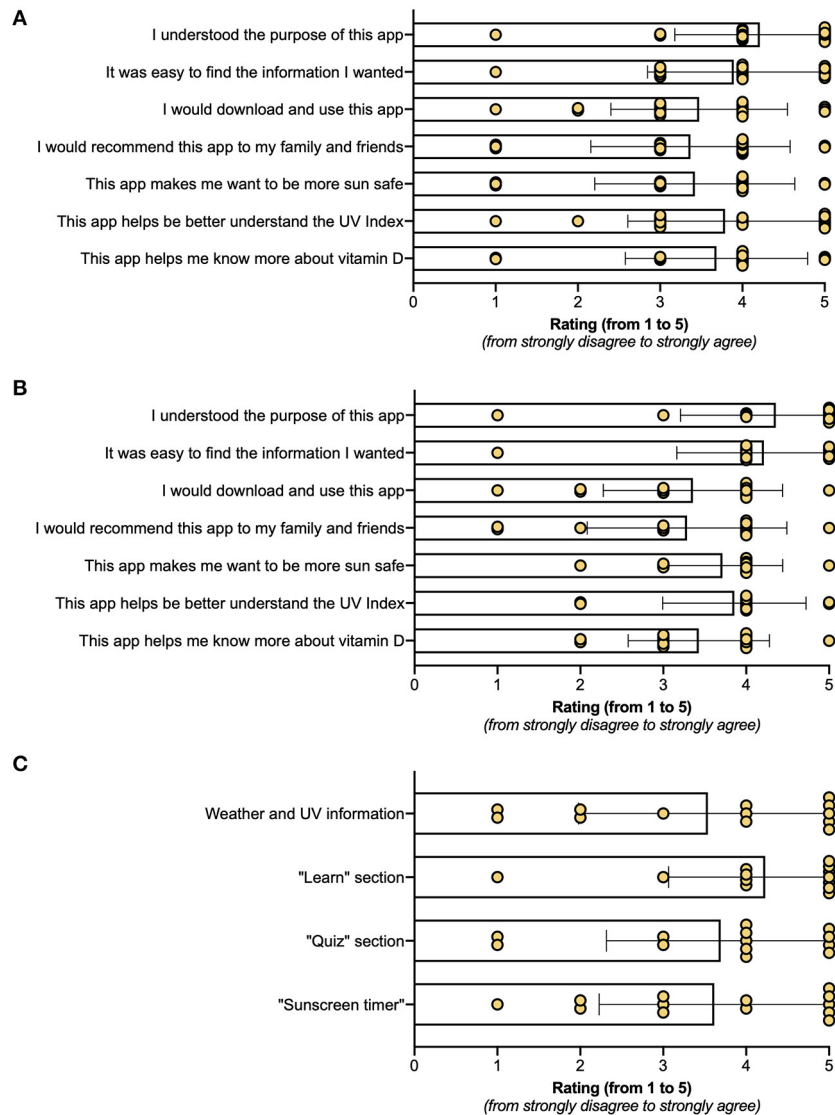 A
I understood the purpose of this app
It was easy to find the information I wanted
I would download and use this app
I would recommend this app to my family and friends
This app makes me want to be more sun safe
This app helps be better understand the UV Index
This app helps me know more about vitamin D
0 1 2 3 4 5
Rating (from 1 to 5)
(from strongly disagree to strongly agree)
B
I understood the purpose of this app
It was easy to find the information I wanted
I would download and use this app
I would recommend this app to my family and friends
This app makes me want to be more sun safe
This app helps be better understand the UV Index
This app helps me know more about vitamin D
0 1 2 3 4 5
Rating (from 1 to 5)
(from strongly disagree to strongly agree)
C
Weather and UV information
"Learn" section
"Quiz" section
"Sunscreen timer"
0 1 2 3 4 5
Rating (from 1 to 5)
(from strongly disagree to strongly agree)